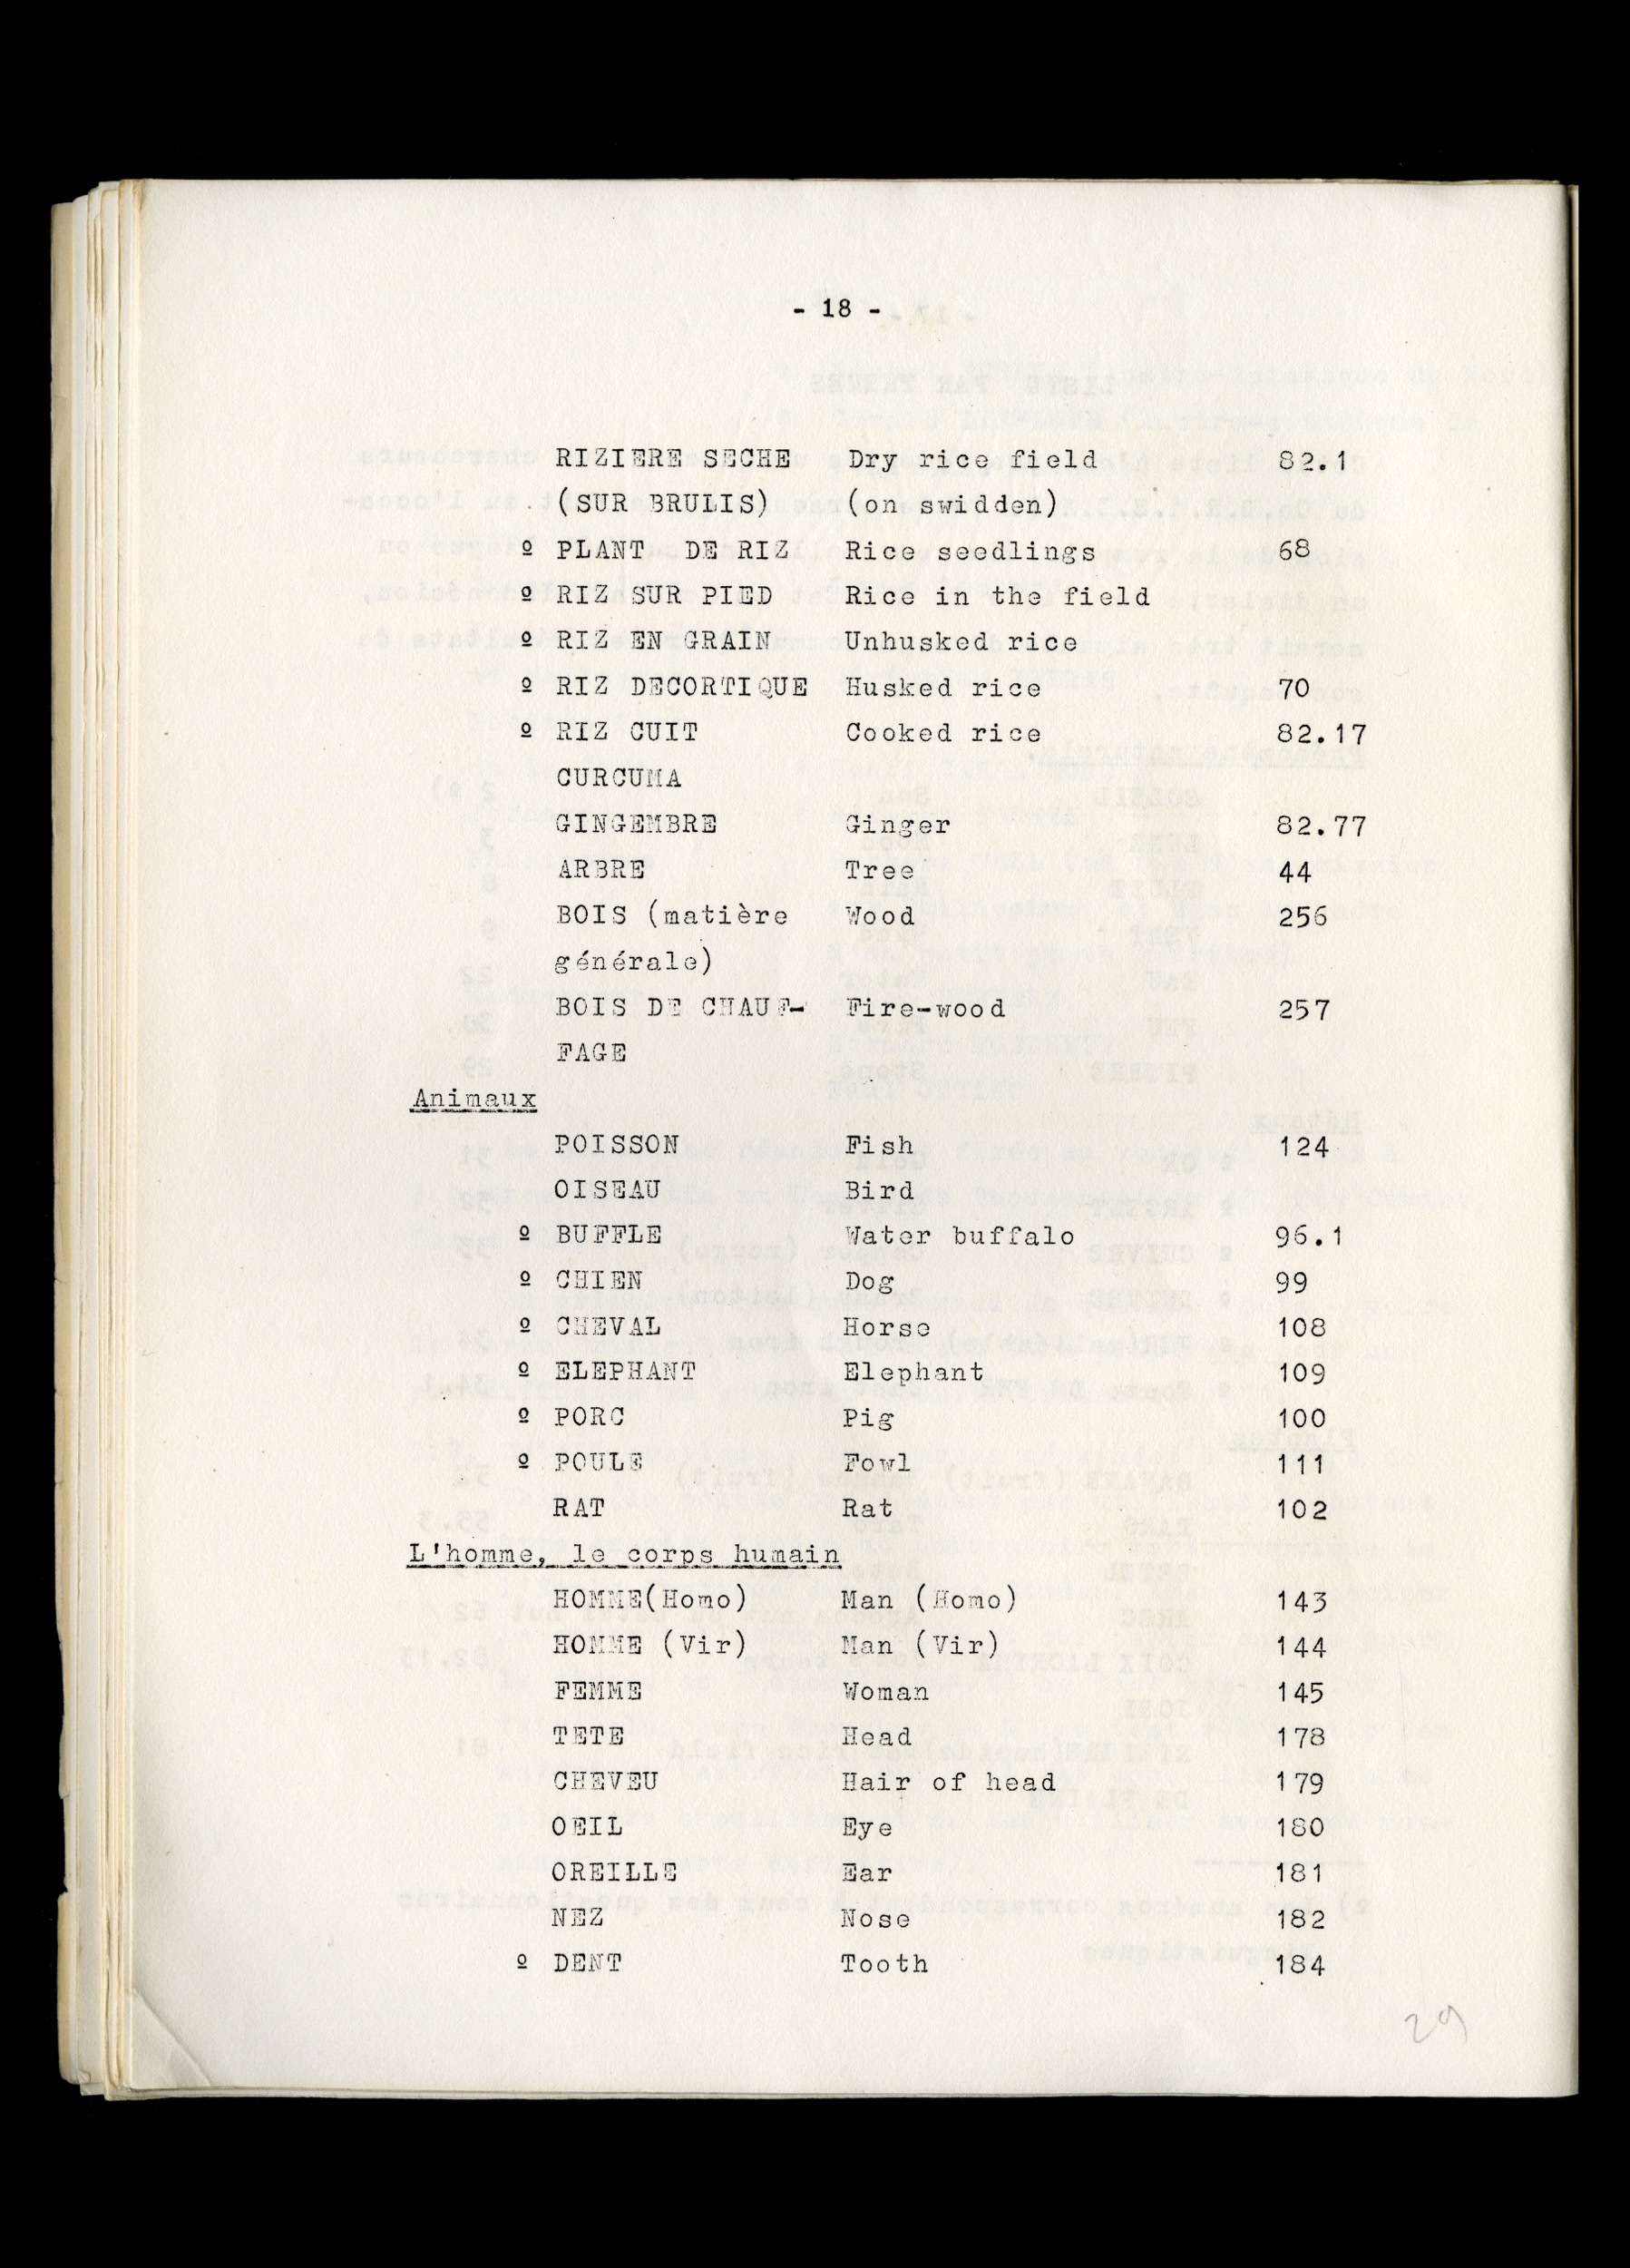 - 18 -
RIZIERE SECHE Dry rice field 82.1
(SUR BRULIS) (on swidden)
º PLANT DE RIZ Rice seedlings 68
º RIZ SUR PIED Rice in the field
º RIZ EN GRAIN Unhusked rice
º RIZ DECORTIQUE Husked rice 70
º RIZ CUIT Cooked rice 82.17
CURCUMA
GINGEMBRE Ginger 82.77
ARBRE Tree 44
BOIS (matière Wood 256
générale)
BOIS DE CHAUF- Fire-wood 257
FAGE
Animaux
POISSON Fish 124
OISEAU Bird
º BUFFLE Water buffalo 96.1
º CHIEN Dog 99
º CHEVAL Horse 108
º ELEPHANT Elephant 109
º PORC Pig 100
º POULE Fowl 111
RAT Rat 102
L'homme, le corps humain
HOMME(Homo) Man (Homo) 143
HOMME (Vir) Man (Vir) 144
FEMME Woman 145
TETE Head 178
CHEVEU Hair of head 179
OEIL Eye 180
OREILLE Ear 181
NEZ Nose 182
º DENT Tooth 184
29